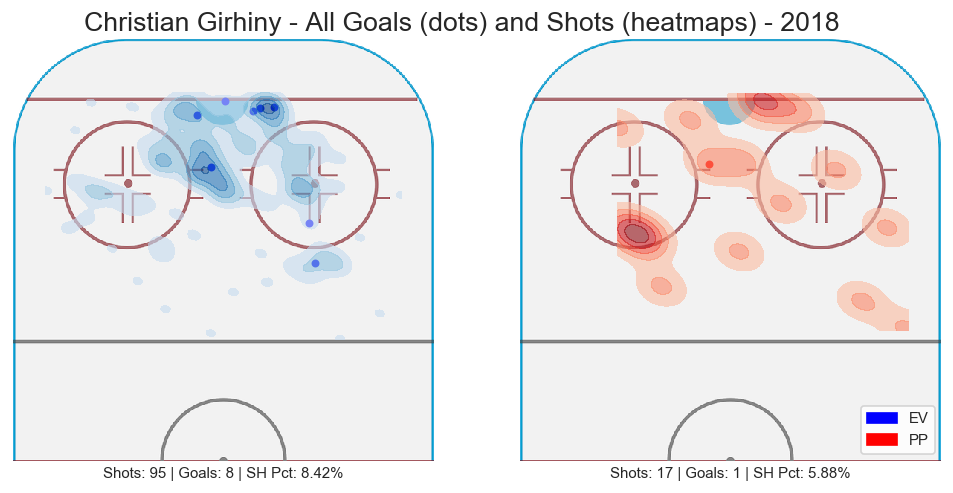 Christian Girhiny - All Goals (dots) and Shots (heatmaps) - 2018
EV
PP
Shots: 95 | Goals: 8 | SH Pct: 8.42%
Shots: 17 | Goals: 1 | SH Pct: 5.88%